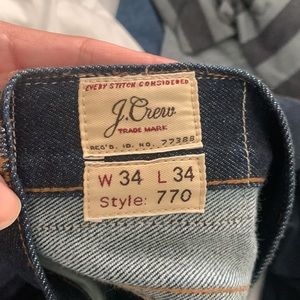 EVERY STITCH CONSIDERED
J.Crew
TRADE MARK
REG'D. ID. NO. 77388
W 34 L 34
Style: 770